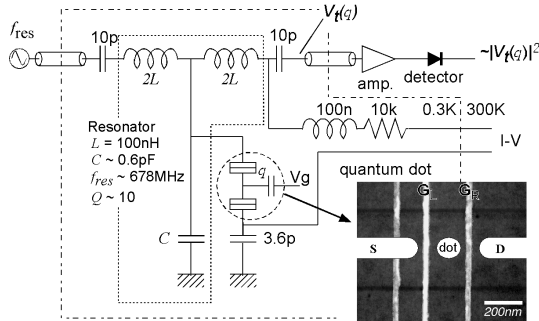 V_t(q)
f_res
10p
10p
~|V_t(q)|²
2L
2L
amp.
detector
100n
10k
0.3K
300K
Resonator
L = 100nH
C ~ 0.6pF
f_res ~ 678MHz
Q ~ 10
I-V
q
Vg
quantum dot
C
3.6p
G_L
G_R
S
dot
D
200nm